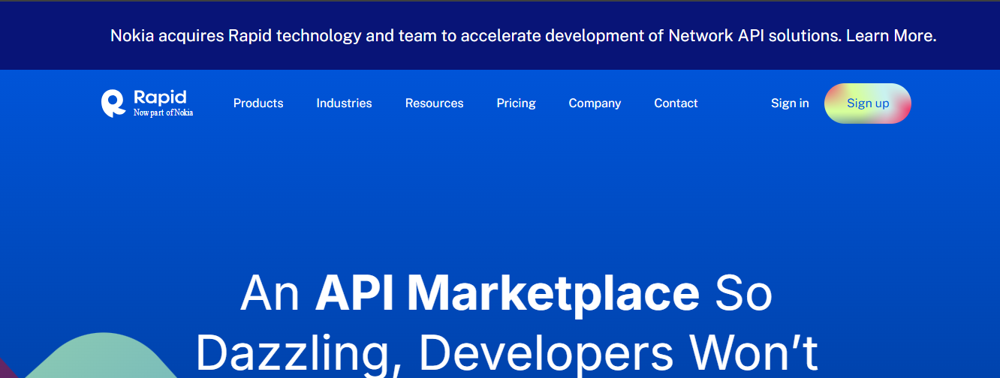 Nokia acquires Rapid technology and team to accelerate development of Network API solutions. Learn More.
Rapid
Now part of Nokia
Products Industries Resources Pricing Company Contact Sign in Sign up
An API Marketplace So
Dazzling, Developers Won’t